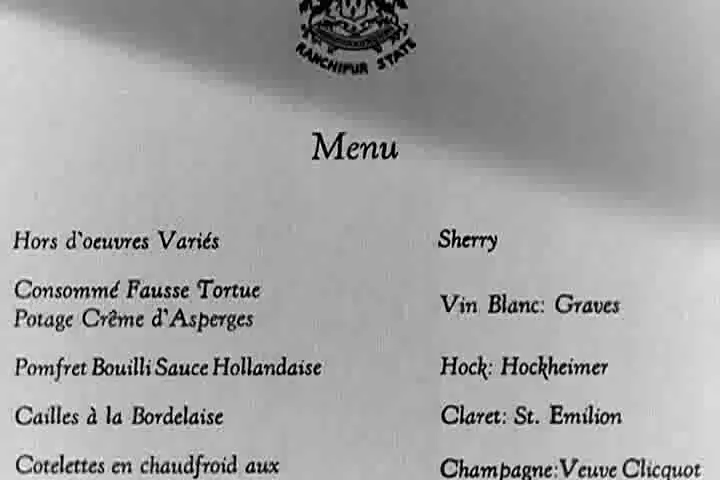 RANCHIPUR STATE
Menu
Hors d'oeuvres Variés
Sherry
Consommé Fausse Tortue
Potage Crême d'Asperges
Vin Blanc: Graves
Pomfret Bouilli Sauce Hollandaise
Hock: Hockheimer
Cailles à la Bordelaise
Claret: St. Emilion
Cotelettes en chaudfroid aux
Champagne: Veuve Clicquot